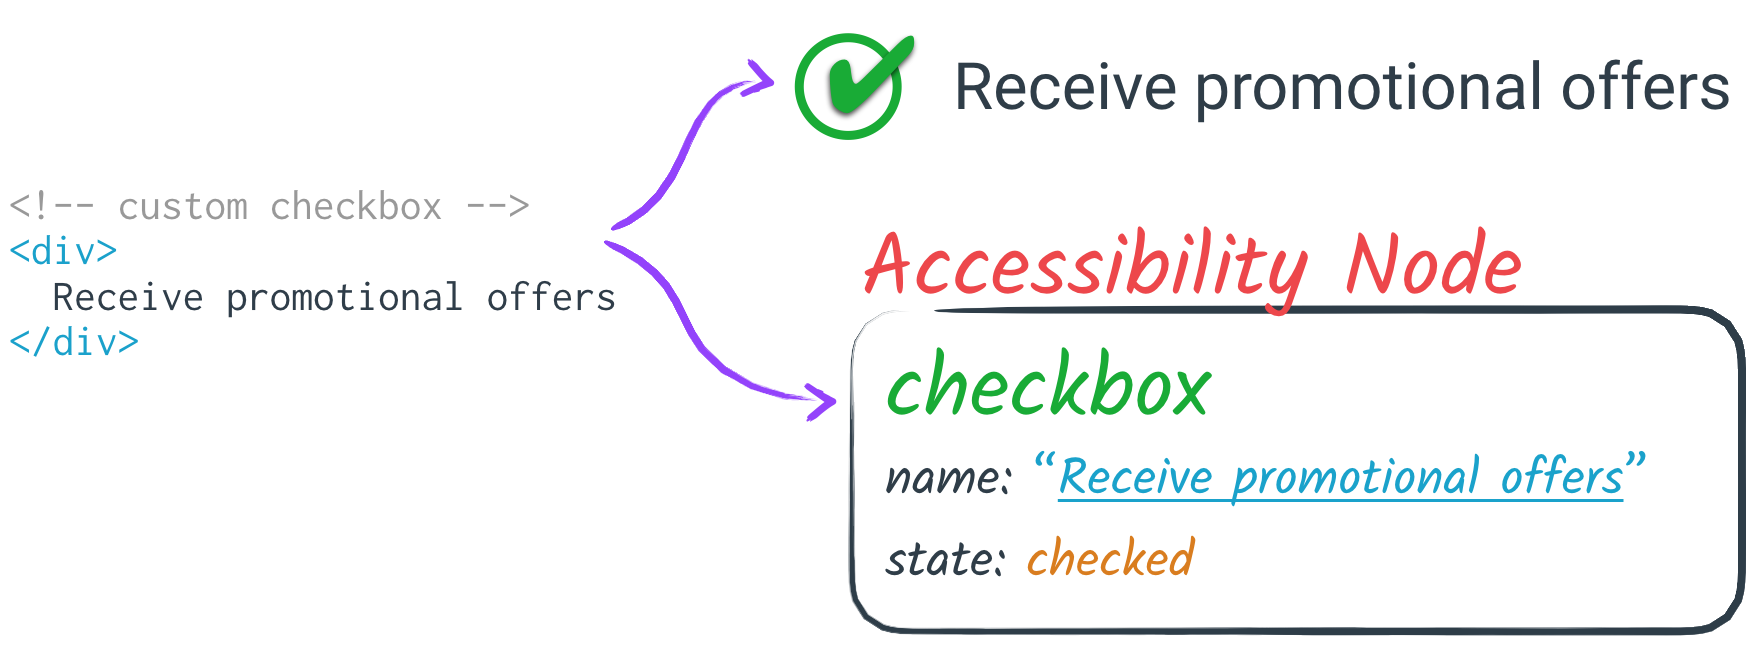 <!-- custom checkbox -->
<div>
Receive promotional offers
</div>
Receive promotional offers
Accessibility Node
checkbox
name: “Receive promotional offers”
state: checked